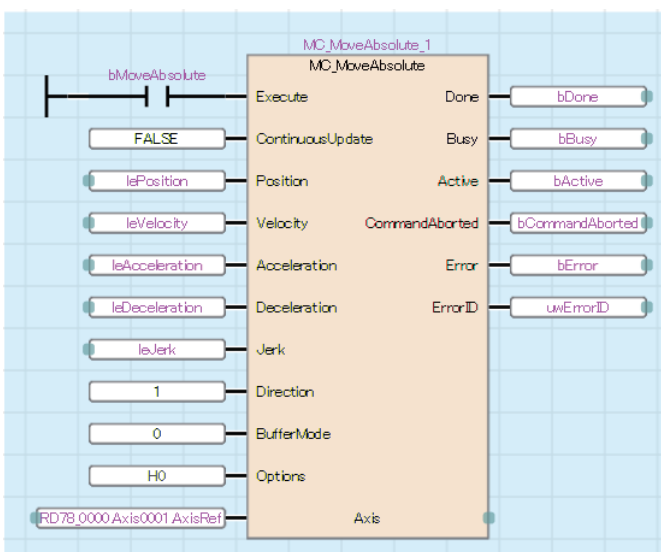 MC_MoveAbsolute_1
MC_MoveAbsolute
bMoveAbsolute
Execute Done bDone
FALSE ContinuousUpdate Busy bBusy
lePosition Position Active bActive
leVelocity Velocity CommandAborted bCommandAborted
leAcceleration Acceleration Error bError
leDeceleration Deceleration ErrorID uwErrorID
leJerk Jerk
1 Direction
0 BufferMode
H0 Options
RD78_0000.Axis0001.AxisRef Axis